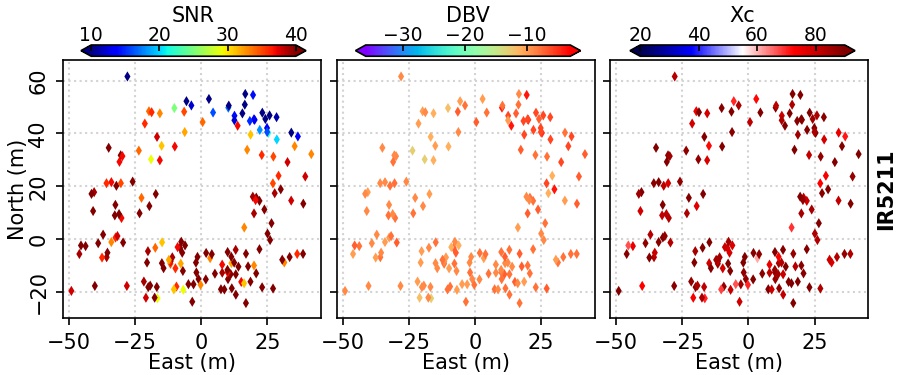 SNR DBV Xc
10 20 30 40 −30 −20 −10 20 40 60 80
60
40
20
0
−20
North (m)
IR5211
−50 −25 0 25 −50 −25 0 25 −50 −25 0 25
East (m) East (m) East (m)